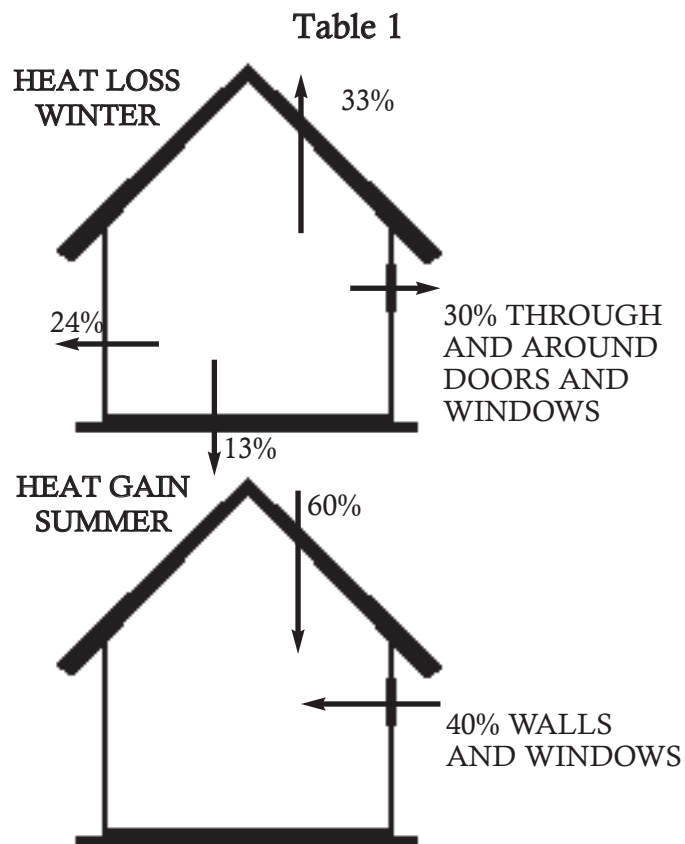 Table 1
HEAT LOSS
WINTER
33%
24%
30% THROUGH
AND AROUND
DOORS AND
WINDOWS
13%
HEAT GAIN
SUMMER
60%
40% WALLS
AND WINDOWS